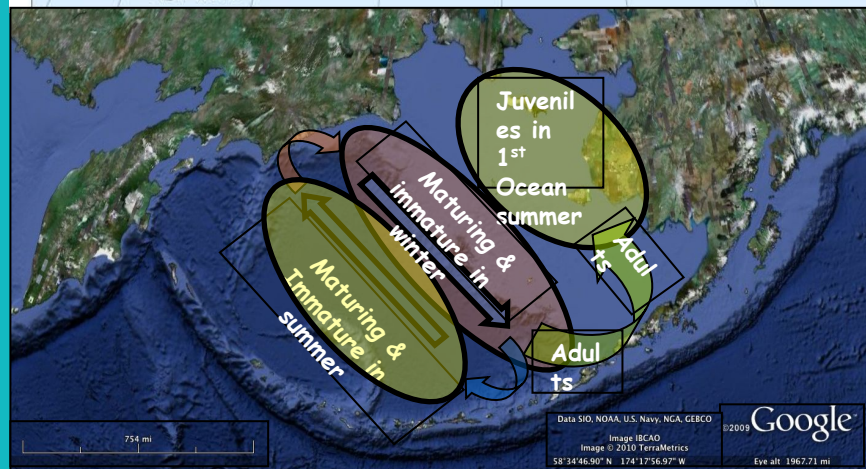 Juvenil
es in
1st
Ocean
summer
Maturing &
immature in
winter
Maturing &
Immature in
summer
Adul
ts
Adul
ts
754 mi
Data SIO, NOAA, U.S. Navy, NGA, GEBCO
Image IBCAO
Image © 2010 TerraMetrics
58°34'46.90" N 174°17'56.97" W
©2009 Google
Eye alt 1967.71 mi